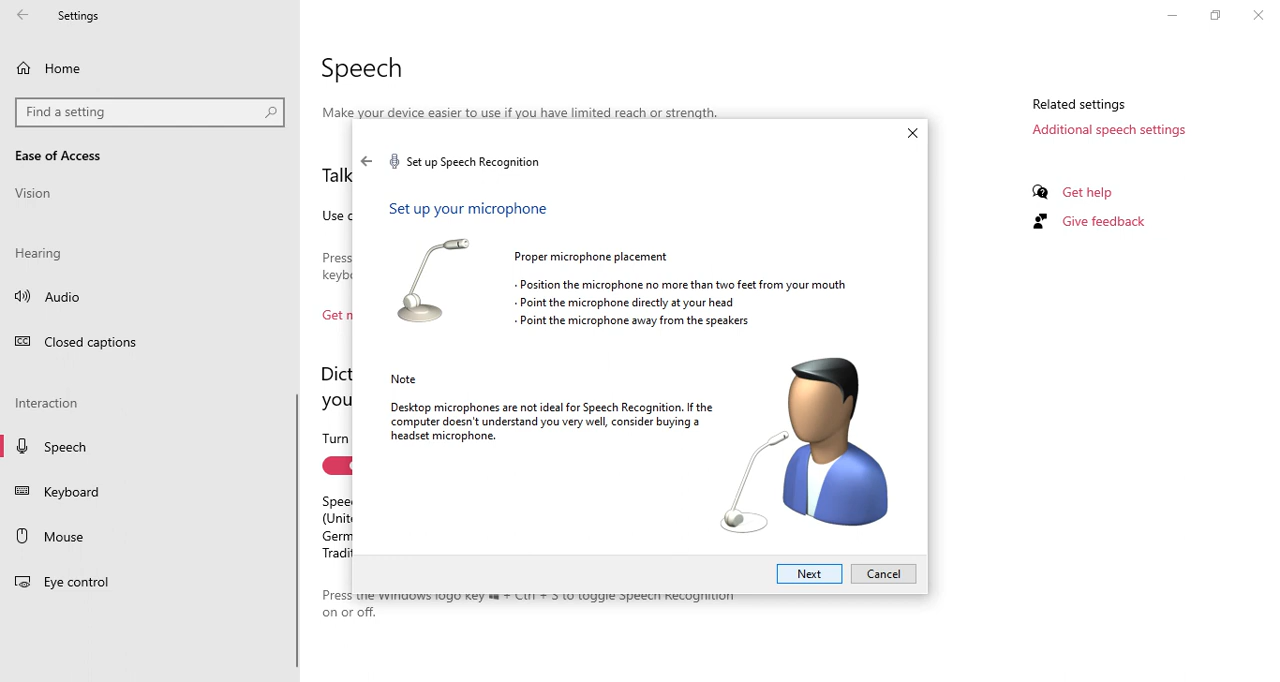 Settings
Home
Find a setting
Ease of Access
Vision
Hearing
Audio
Closed captions
Interaction
Speech
Keyboard
Mouse
Eye control
Speech
Make your device easier to use if you have limited reach or strength.
Talk
Use
Press
Get
Turn
(Unit
Press the Windows logo key + Ctrl + S to toggle Speech Recognition
on or off.
Set up Speech Recognition
Set up your microphone
Proper microphone placement
· Position the microphone no more than two feet from your mouth
· Point the microphone directly at your head
· Point the microphone away from the speakers
Note
Desktop microphones are not ideal for Speech Recognition. If the
computer doesn't understand you very well, consider buying a
headset microphone.
Next
Cancel
Related settings
Additional speech settings
Get help
Give feedback